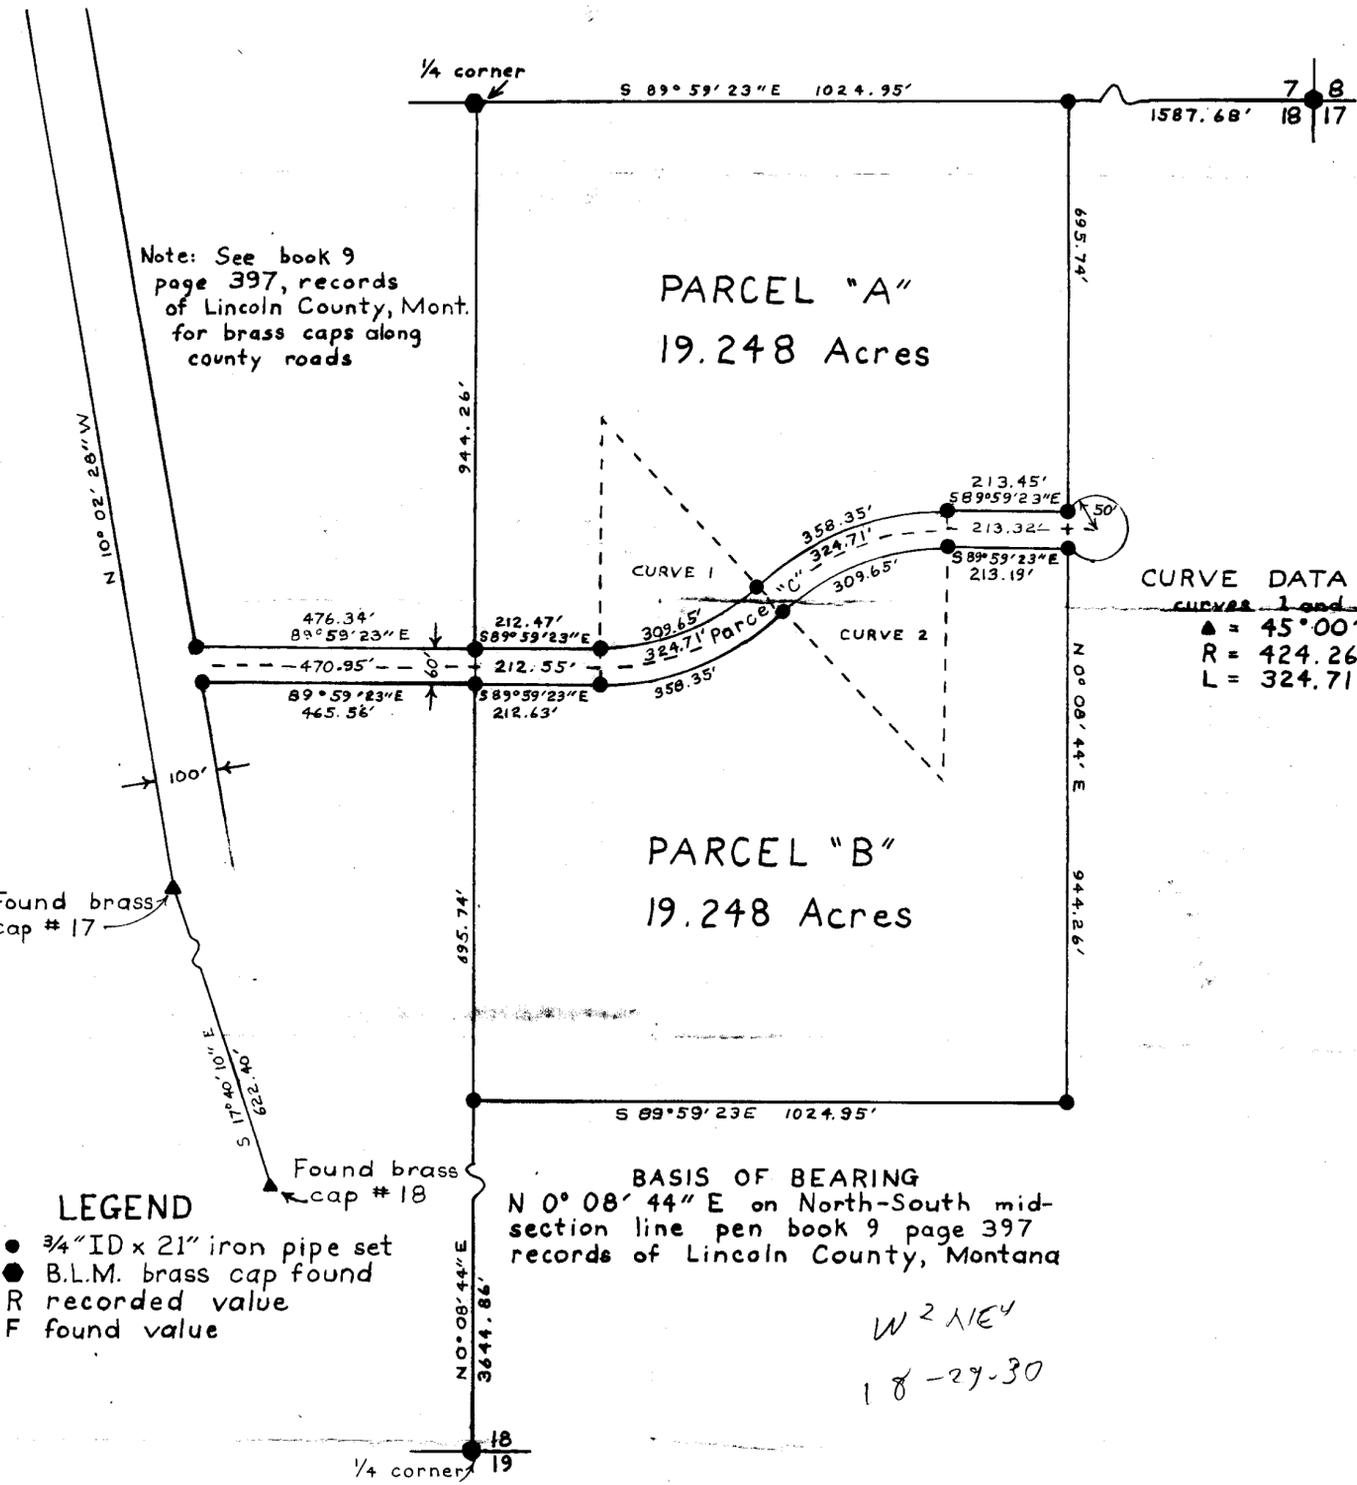 1/4 corner
S 89° 59' 23" E 1024.95'
7 8
1587.68' 18 17
695.74'
Note: See book 9
page 397, records
of Lincoln County, Mont.
for brass caps along
county roads
PARCEL "A"
19.248 Acres
944.26'
N 10° 02' 28" W
213.45'
S89°59'23"E
50'
213.32
S89°59'23"E
213.19'
358.35'
324.71'
309.65'
CURVE 1
Parcel "C"
CURVE 2
309.65'
324.71'
358.35'
476.34'
89°59'23"E
60'
470.95'
89°59'23"E
465.56'
212.47'
S89°59'23"E
212.55'
S89°59'23"E
212.63'
CURVE DATA
curves 1 and
▲ = 45°00'
R = 424.26
L = 324.71
N 0° 08' 44" E
944.26'
100'
PARCEL "B"
19.248 Acres
695.74'
Found brass
cap # 17
S 17° 40' 10" E
622.40'
Found brass
cap # 18
S 89°59'23E 1024.95'
BASIS OF BEARING
N 0° 08' 44" E on North-South mid-
section line pen book 9 page 397
records of Lincoln County, Montana
LEGEND
3/4" ID x 21" iron pipe set
B.L.M. brass cap found
R recorded value
F found value
N 0° 08' 44" E
3644.86'
W2 NE4
18-29-30
18
19
1/4 corner